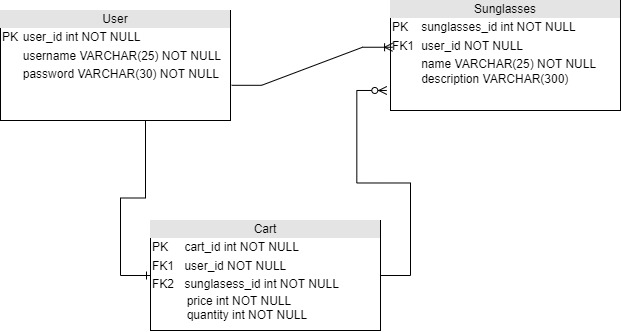 User
PK user_id int NOT NULL
username VARCHAR(25) NOT NULL
password VARCHAR(30) NOT NULL
Sunglasses
PK sunglasses_id int NOT NULL
FK1 user_id NOT NULL
name VARCHAR(25) NOT NULL
description VARCHAR(300)
Cart
PK cart_id int NOT NULL
FK1 user_id NOT NULL
FK2 sunglasess_id int NOT NULL
price int NOT NULL
quantity int NOT NULL